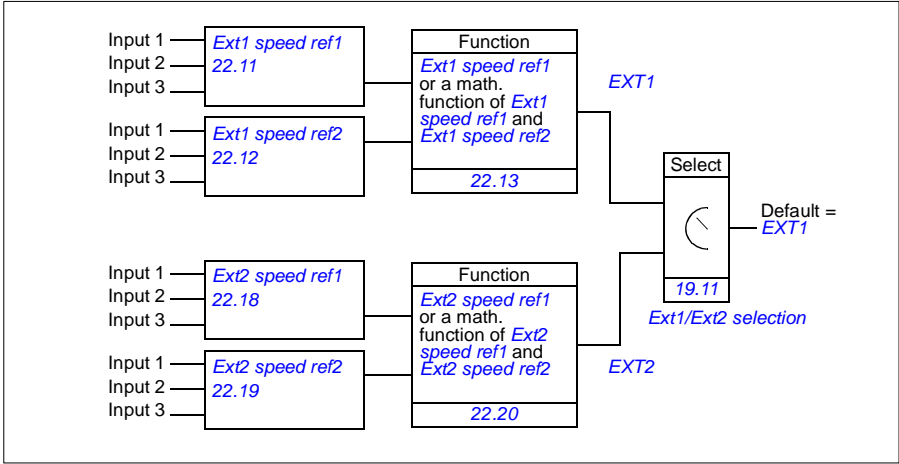 Input 1
Input 2
Input 3
Ext1 speed ref1
22.11
Input 1
Input 2
Input 3
Ext1 speed ref2
22.12
Function
Ext1 speed ref1
or a math.
function of Ext1
speed ref1 and
Ext1 speed ref2
22.13
EXT1
Input 1
Input 2
Input 3
Ext2 speed ref1
22.18
Input 1
Input 2
Input 3
Ext2 speed ref2
22.19
Function
Ext2 speed ref1
or a math.
function of Ext2
speed ref1 and
Ext2 speed ref2
22.20
EXT2
Select
19.11
Ext1/Ext2 selection
Default =
EXT1